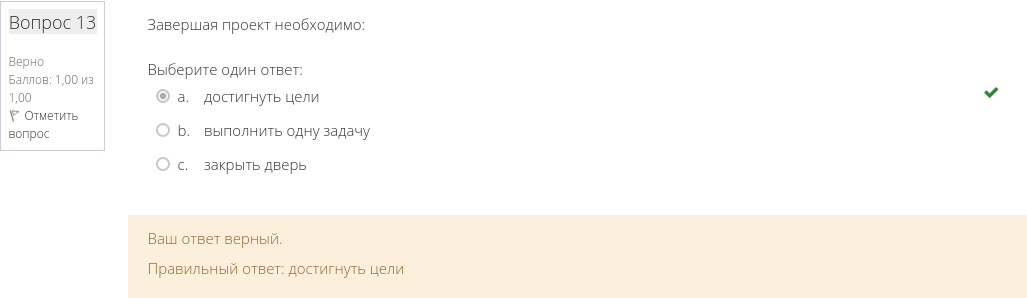 Вопрос 13
Верно
Баллов: 1,00 из
1,00
Отметить
вопрос
Завершая проект необходимо:
Выберите один ответ:
a. достигнуть цели
b. выполнить одну задачу
c. закрыть дверь
Ваш ответ верный.
Правильный ответ: достигнуть цели